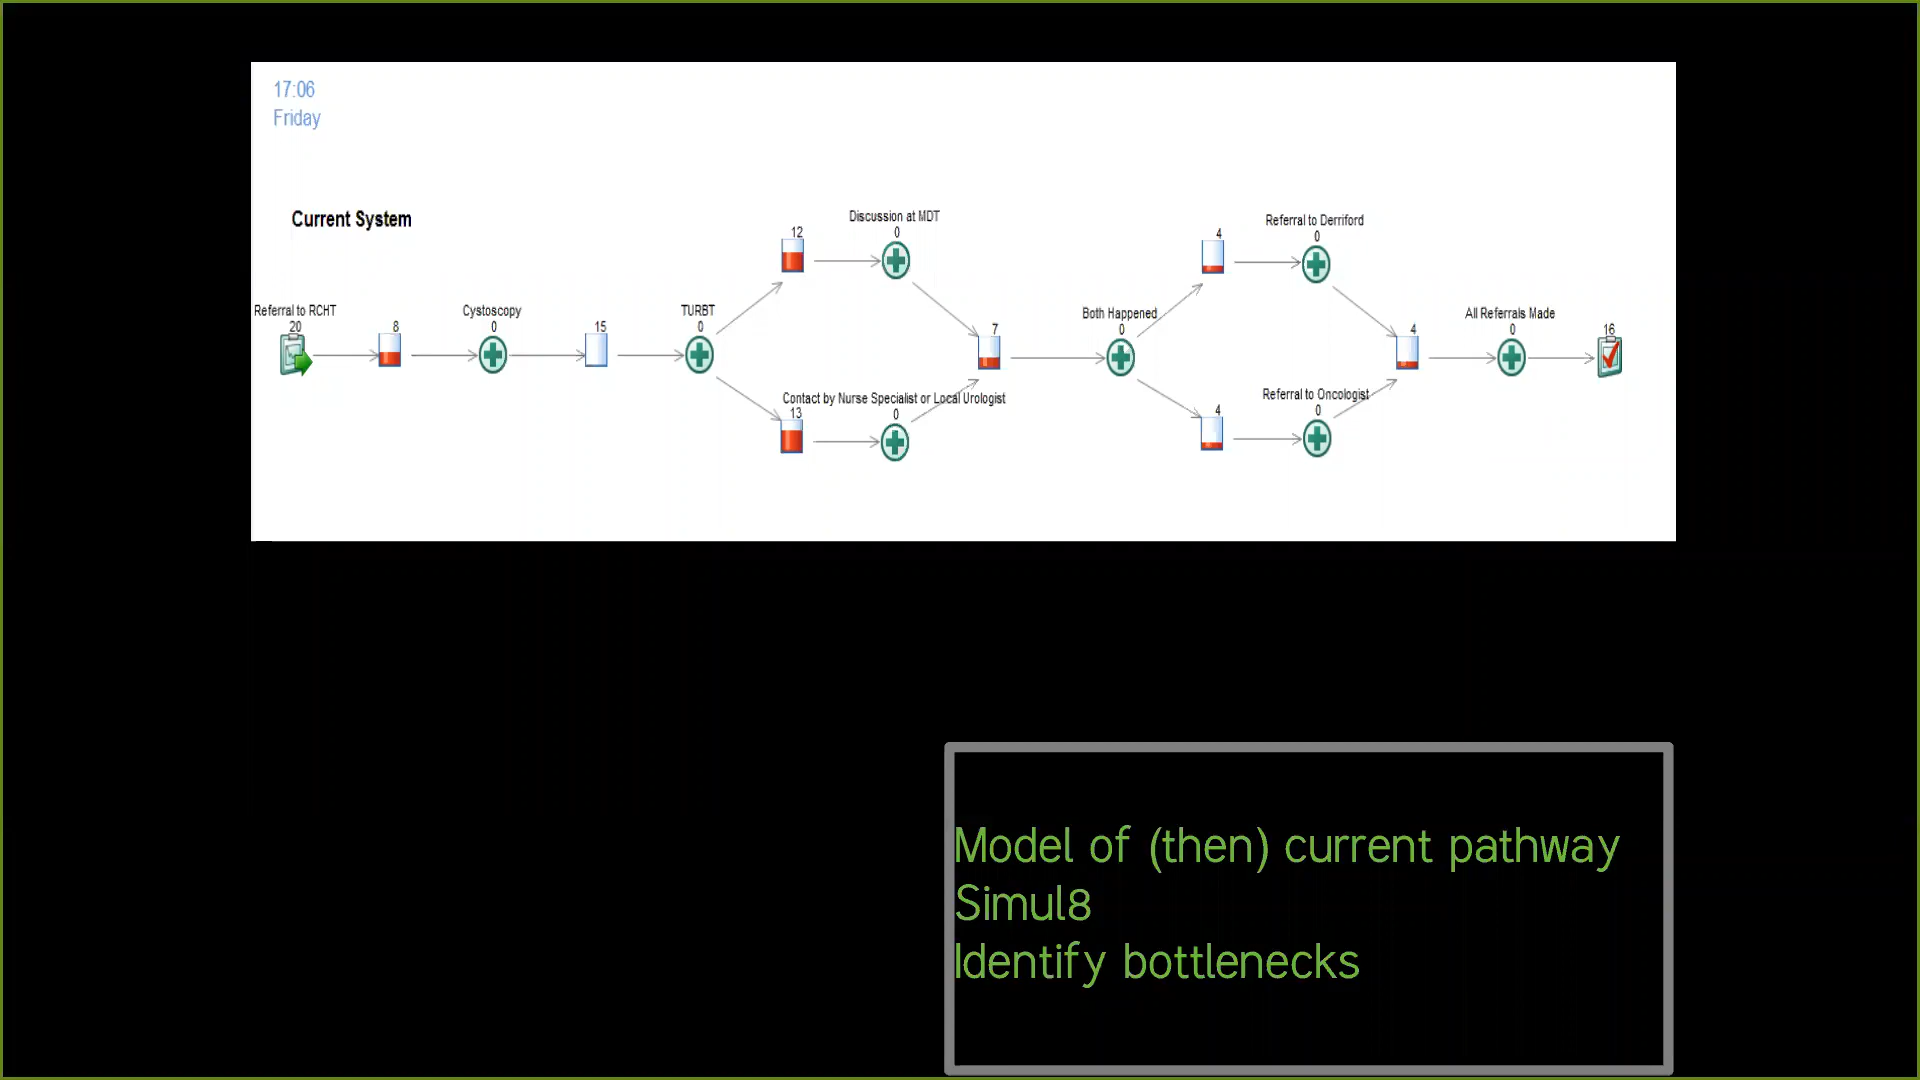 17:06
Friday
Current System
Referral to RCHT
20
8
Cystoscopy
0
15
TURBT
0
12
Discussion at MDT
0
Contact by Nurse Specialist or Local Urologist
13
0
7
Both Happened
0
4
Referral to Derriford
0
4
Referral to Oncologist
0
4
All Referrals Made
0
16
Model of (then) current pathway
Simul8
Identify bottlenecks